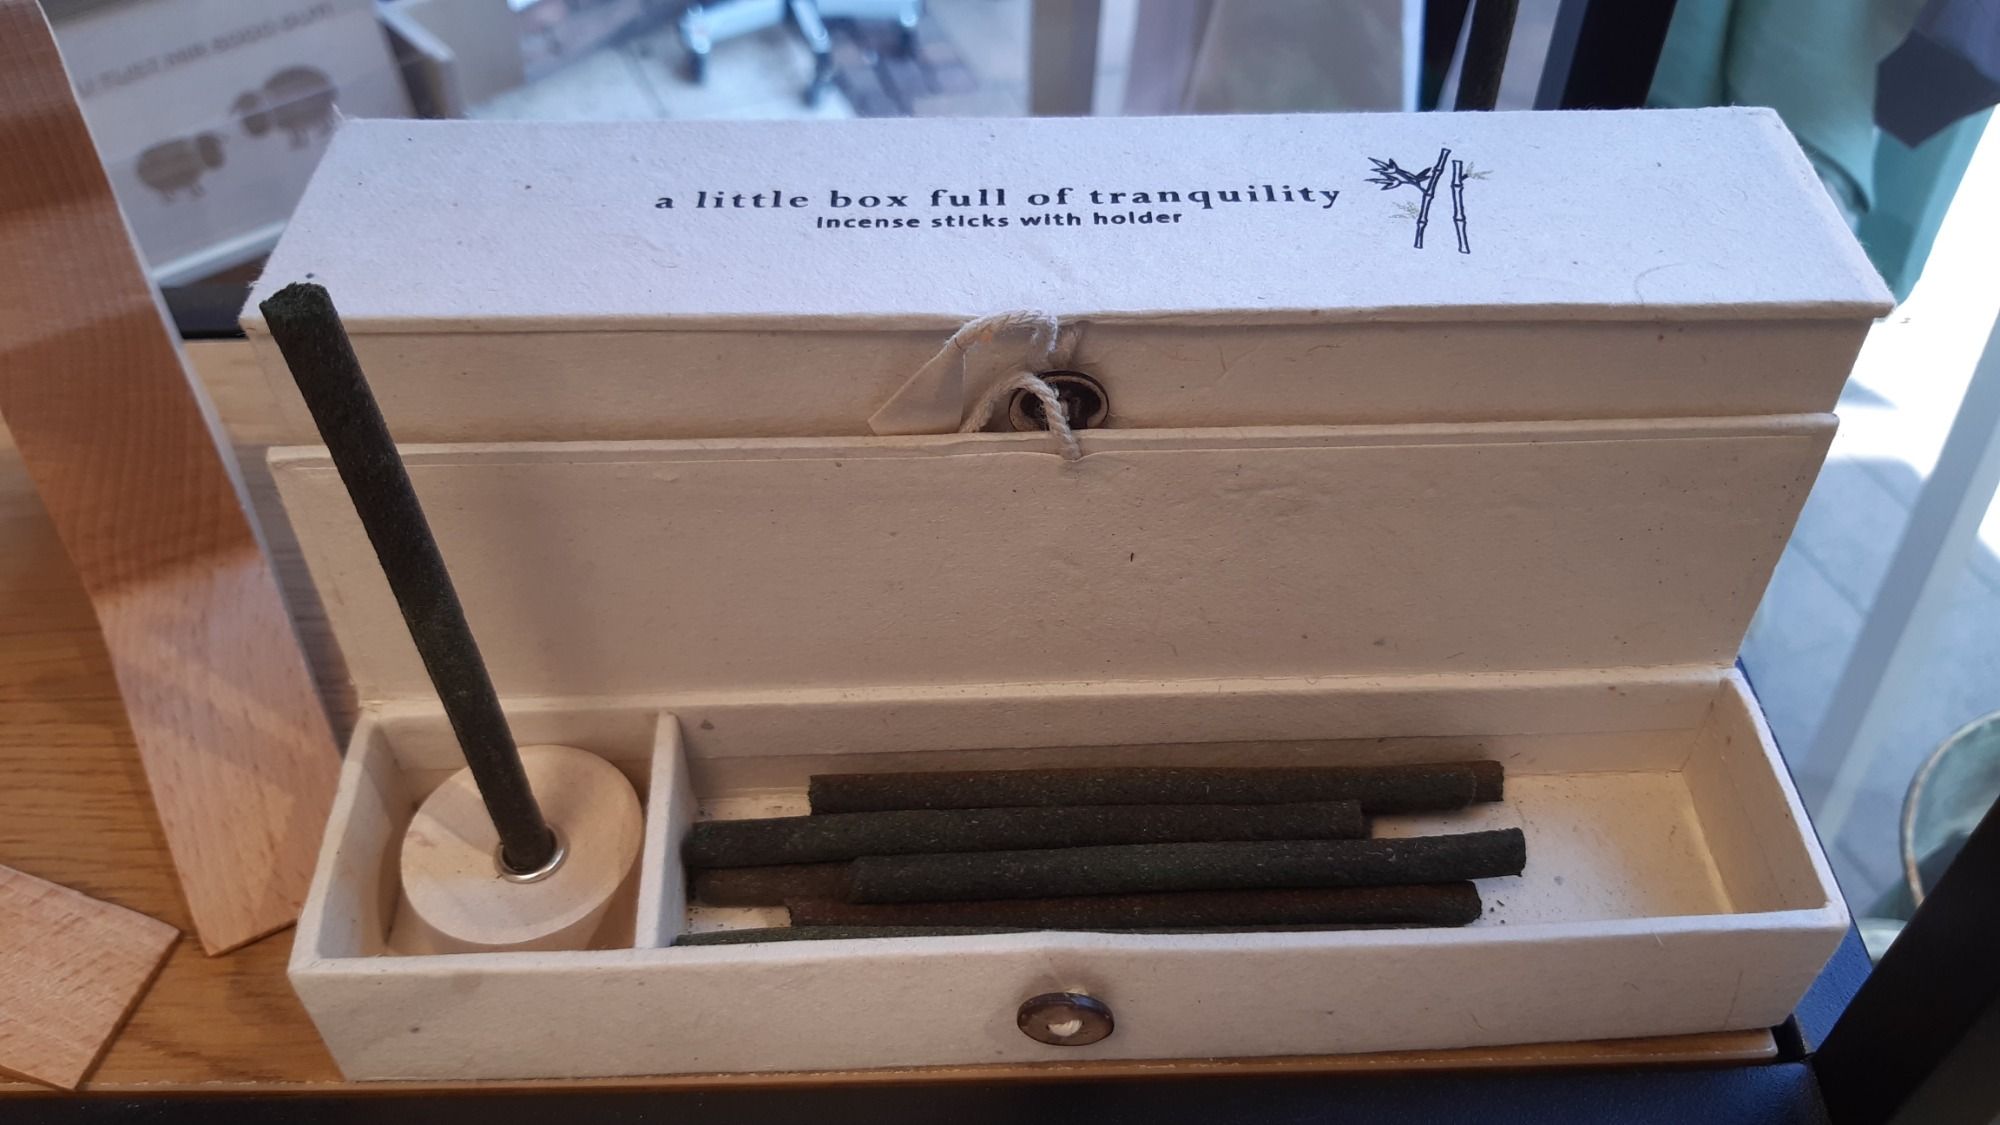 a little box full of tranquility
Incense sticks with holder